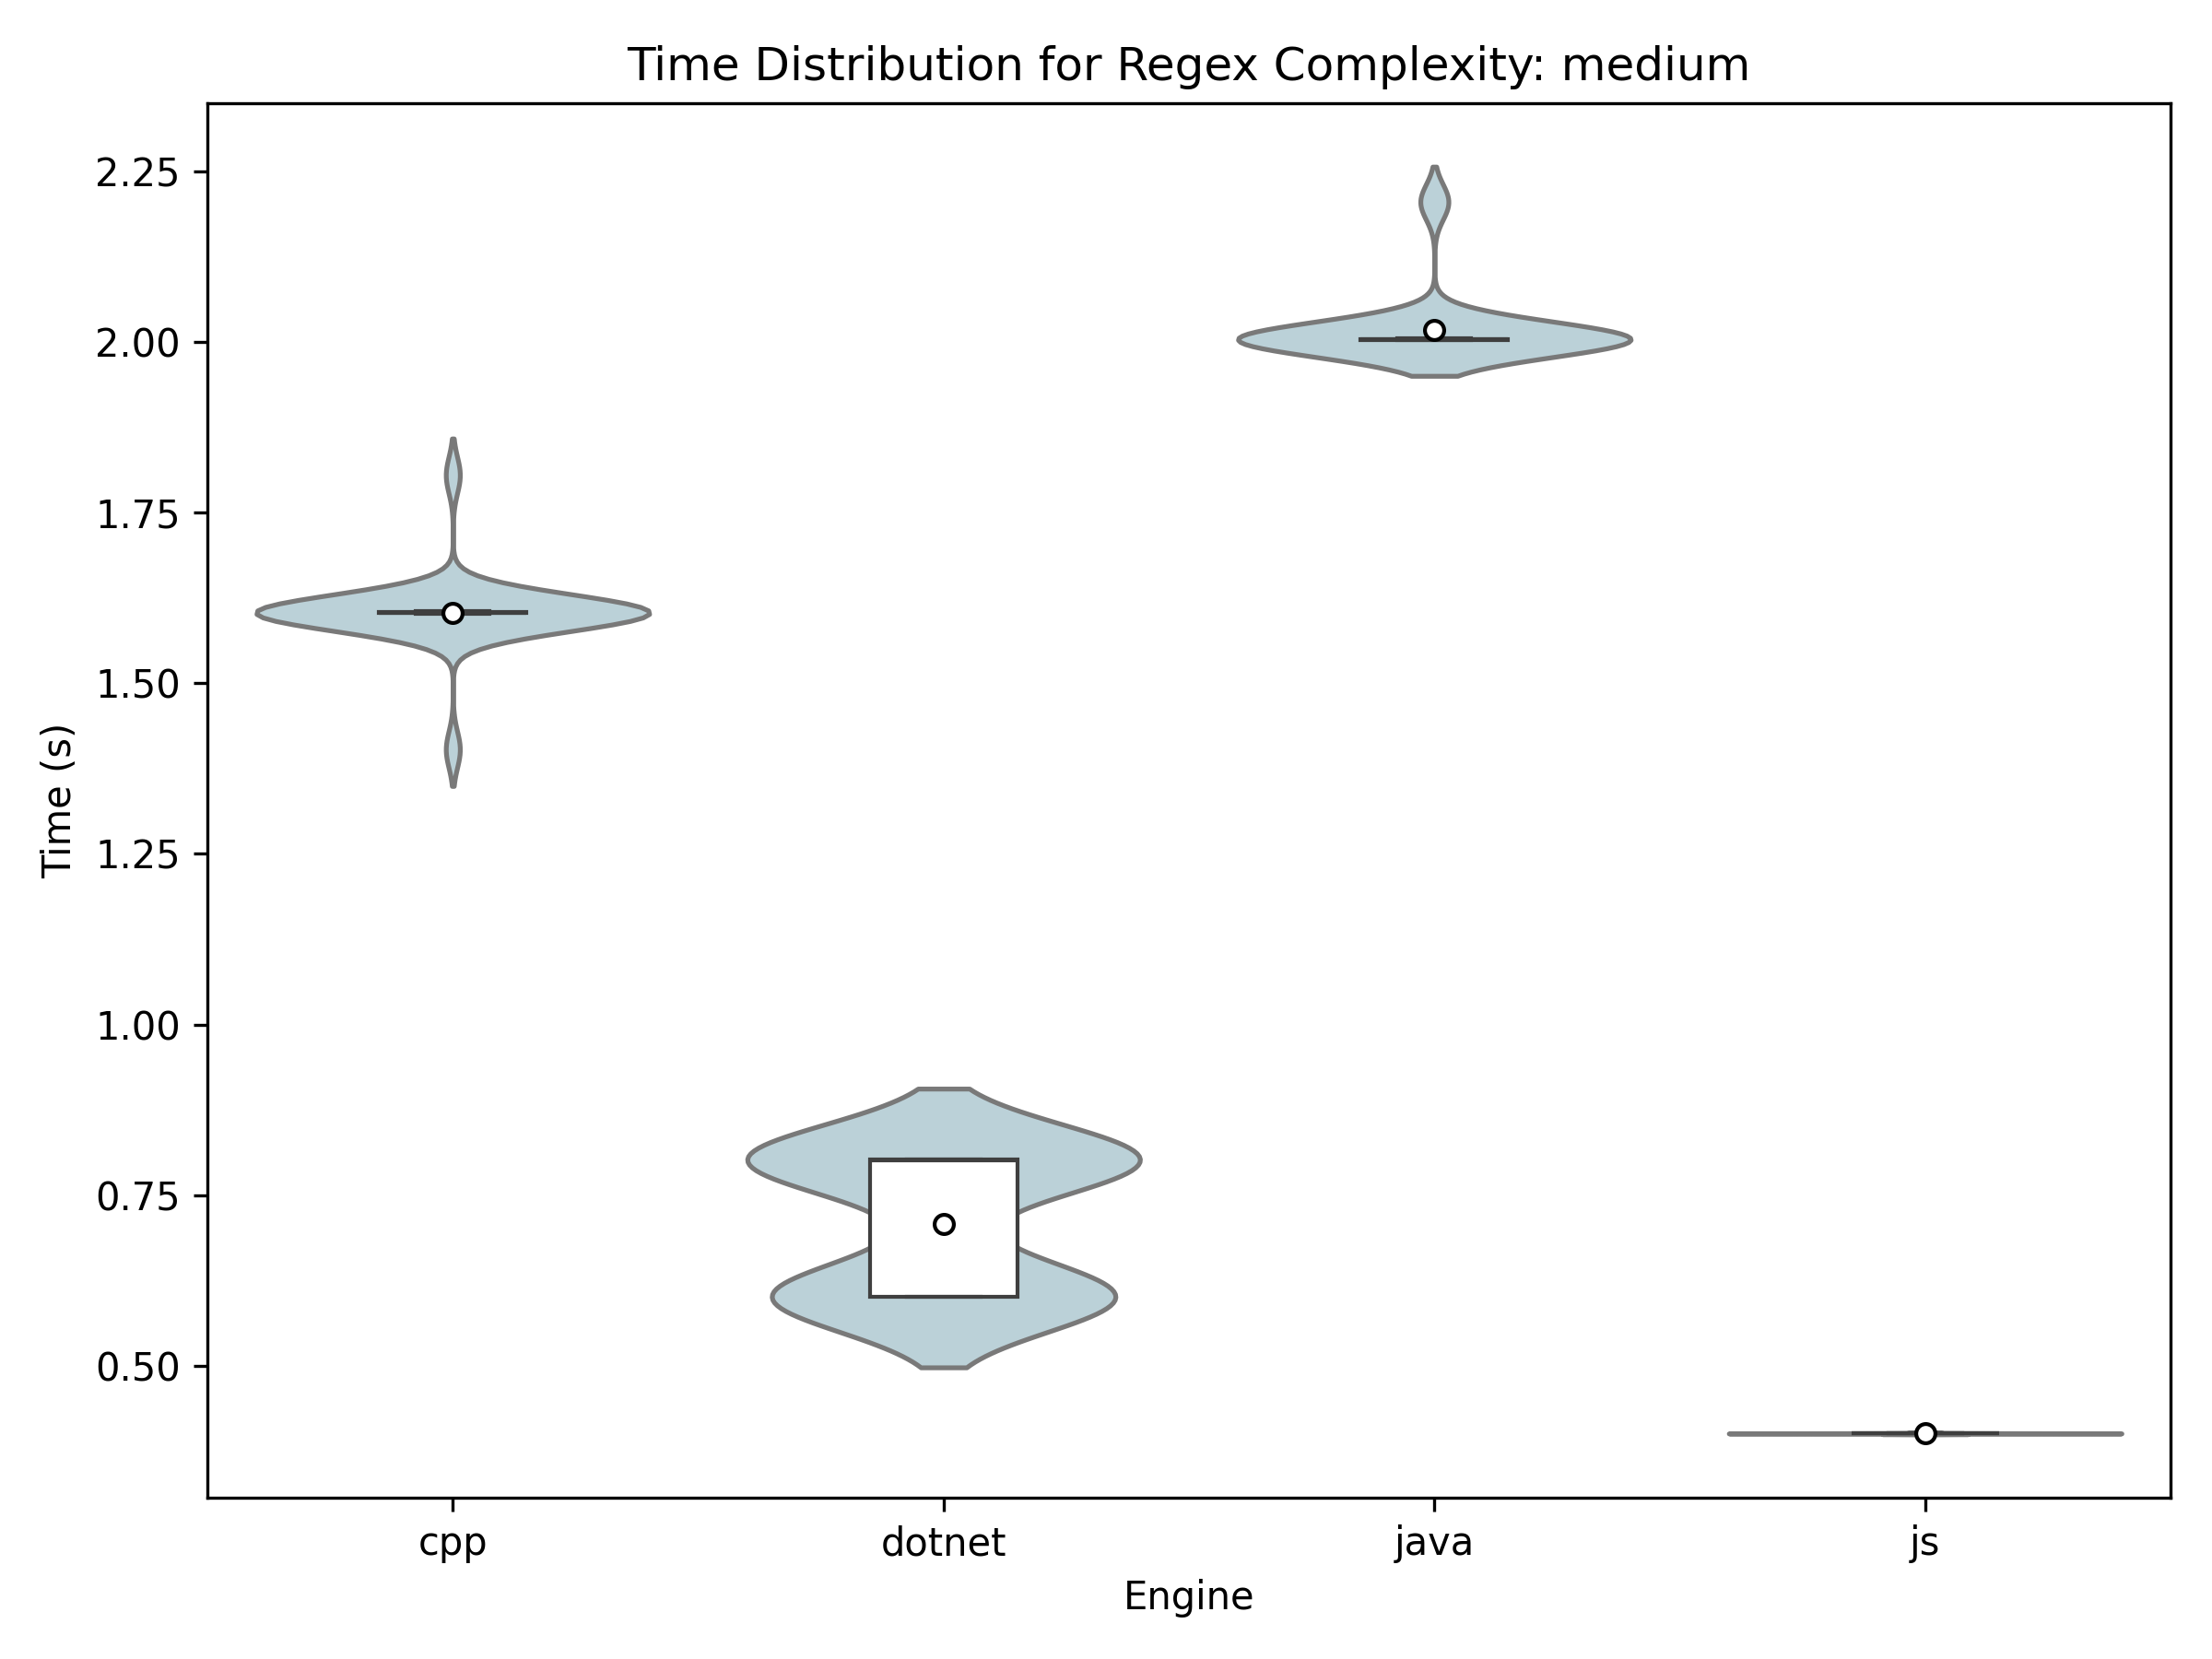 Time Distribution for Regex Complexity: medium
2.25
2.00
1.75
1.50
1.25
1.00
0.75
0.50
Time (s)
cpp dotnet java js
Engine